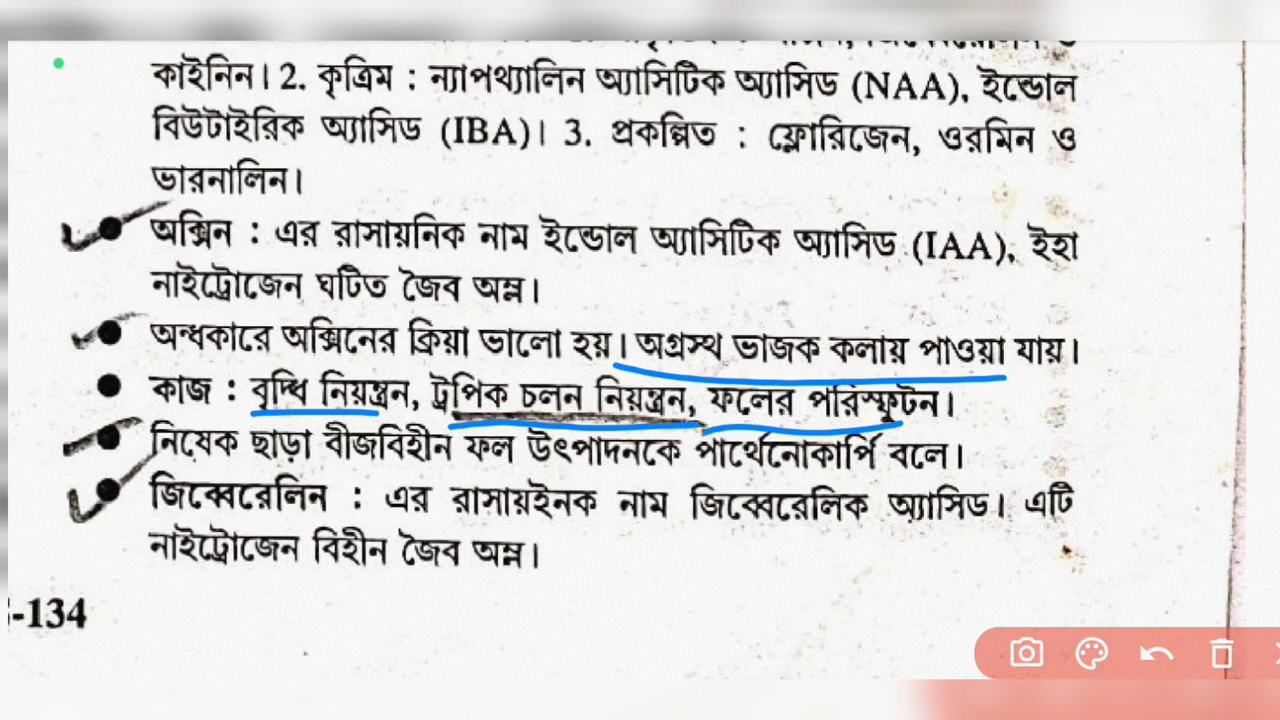 কাইনিন। 2. কৃত্রিম : ন্যাপথ্যালিন অ্যাসিটিক অ্যাসিড (NAA), ইন্ডোল
বিউটাইরিক অ্যাসিড (IBA)। 3. প্রকল্পিত : ফ্লোরিজেন, ওরমিন ও
ভারনালিন।
অক্সিন : এর রাসায়নিক নাম ইন্ডোল অ্যাসিটিক অ্যাসিড (IAA), ইহা
নাইট্রোজেন ঘটিত জৈব অম্ল।
অন্ধকারে অক্সিনের ক্রিয়া ভালো হয়। অগ্রস্থ ভাজক কলায় পাওয়া যায়।
কাজ : বৃদ্ধি নিয়ন্ত্রন, ট্রপিক চলন নিয়ন্ত্রন, ফলের পরিস্ফুটন।
নিষেক ছাড়া বীজবিহীন ফল উৎপাদনকে পার্থেনোকার্পি বলে।
জিব্বেরেলিন : এর রাসায়ইনক নাম জিব্বেরেলিক অ্যাসিড। এটি
নাইট্রোজেন বিহীন জৈব অম্ল।
-134